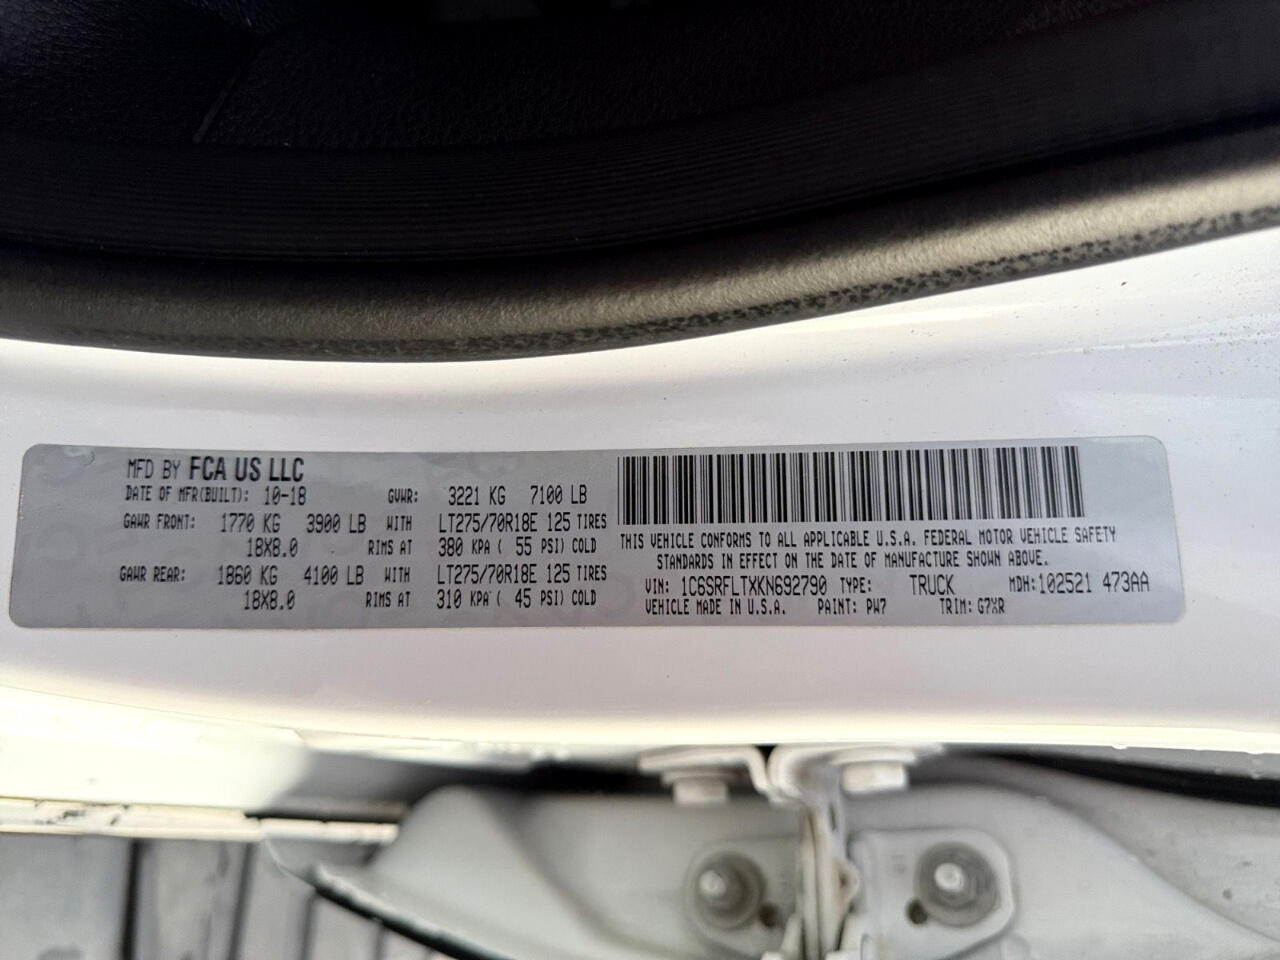 MFD BY FCA US LLC
DATE OF MFR(BUILT): 10-18 GVWR: 3221 KG 7100 LB
GAWR FRONT: 1770 KG 3900 LB WITH LT275/70R18E 125 TIRES
18X8.0 RIMS AT 380 KPA ( 55 PSI) COLD
GAWR REAR: 1860 KG 4100 LB WITH LT275/70R18E 125 TIRES
18X8.0 RIMS AT 310 KPA ( 45 PSI) COLD
THIS VEHICLE CONFORMS TO ALL APPLICABLE U.S.A. FEDERAL MOTOR VEHICLE SAFETY
STANDARDS IN EFFECT ON THE DATE OF MANUFACTURE SHOWN ABOVE.
VIN: 1C6SRFLTXKN692790 TYPE: TRUCK MDH: 102521 473AA
VEHICLE MADE IN U.S.A. PAINT: PW7 TRIM: G7XR